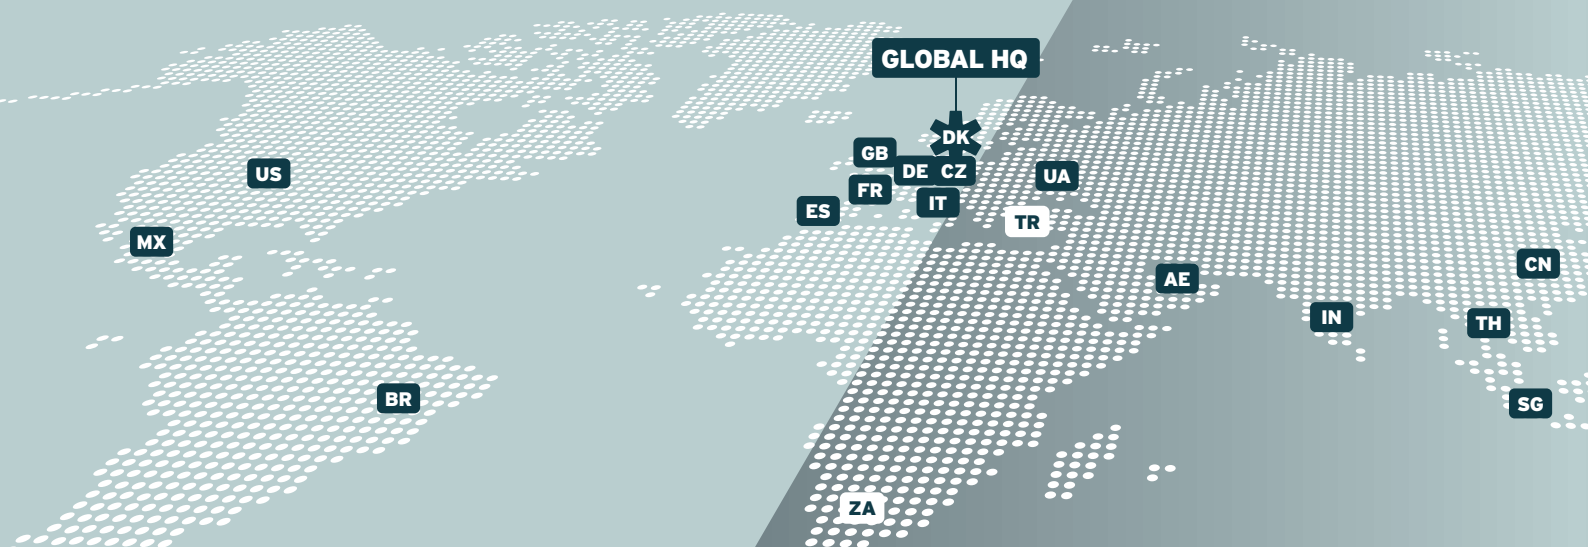 GLOBAL HQ
DK
GB
DE
CZ
US
UA
FR
IT
ES
TR
MX
CN
AE
IN
TH
BR
SG
ZA